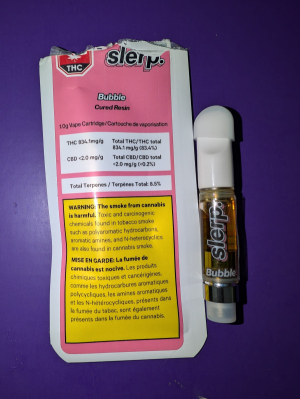 slerp.
THC
Bubble
Cured Resin
1.0g Vape Cartridge/Cartouche de vaporisation
THC 834.1mg/g
Total THC/THC total
834.1 mg/g (83.4%)
CBD <2.0 mg/g
Total CBD/CBD total
<2.0 mg/g (<0.2%)
Total Terpenes / Terpènes Total: 8.5%
WARNING: The smoke from cannabis
is harmful. Toxic and carcinogenic
chemicals found in tobacco smoke
such as polyaromatic hydrocarbons,
aromatic amines, and N-heterocyclics
are also found in cannabis smoke.
MISE EN GARDE: La fumée de
cannabis est nocive. Les produits
chimiques toxiques et cancérigènes,
comme les hydrocarbures aromatiques
polycycliques, les amines aromatiques
et les N-hétérocycliques, présents dans
la fumée du tabac, sont également
présents dans la fumée du cannabis.
slerp.
Bubble